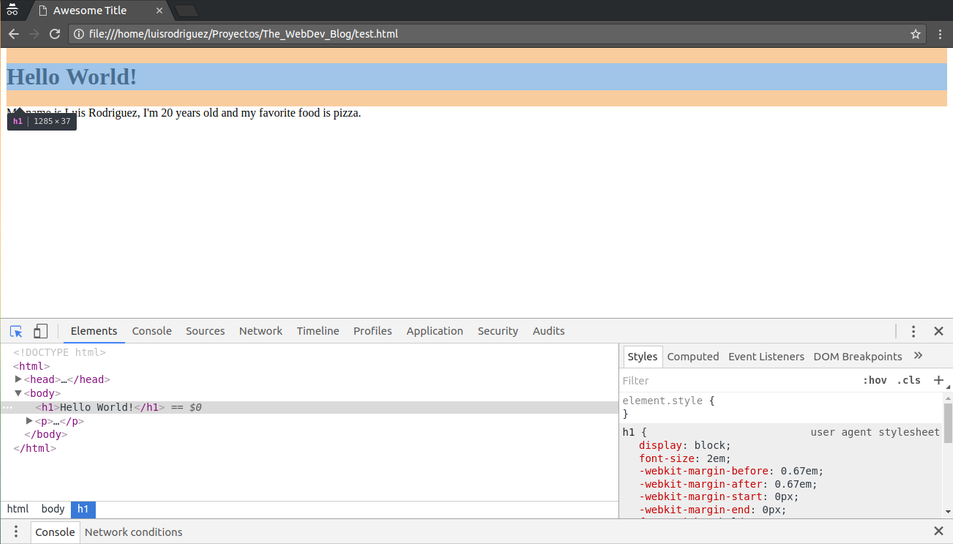 Awesome Title
file:///home/luisrodriguez/Proyectos/The_WebDev_Blog/test.html
Hello World!
My name is Luis Rodriguez, I'm 20 years old and my favorite food is pizza.
h1 1285 × 37
Elements Console Sources Network Timeline Profiles Application Security Audits
<!DOCTYPE html>
<html>
<head>…</head>
<body>
<h1>Hello World!</h1> == $0
<p>…</p>
</body>
</html>
html body h1
Styles Computed Event Listeners DOM Breakpoints »
Filter :hov .cls +
element.style {
}
h1 { user agent stylesheet
display: block;
font-size: 2em;
-webkit-margin-before: 0.67em;
-webkit-margin-after: 0.67em;
-webkit-margin-start: 0px;
-webkit-margin-end: 0px;
Console Network conditions